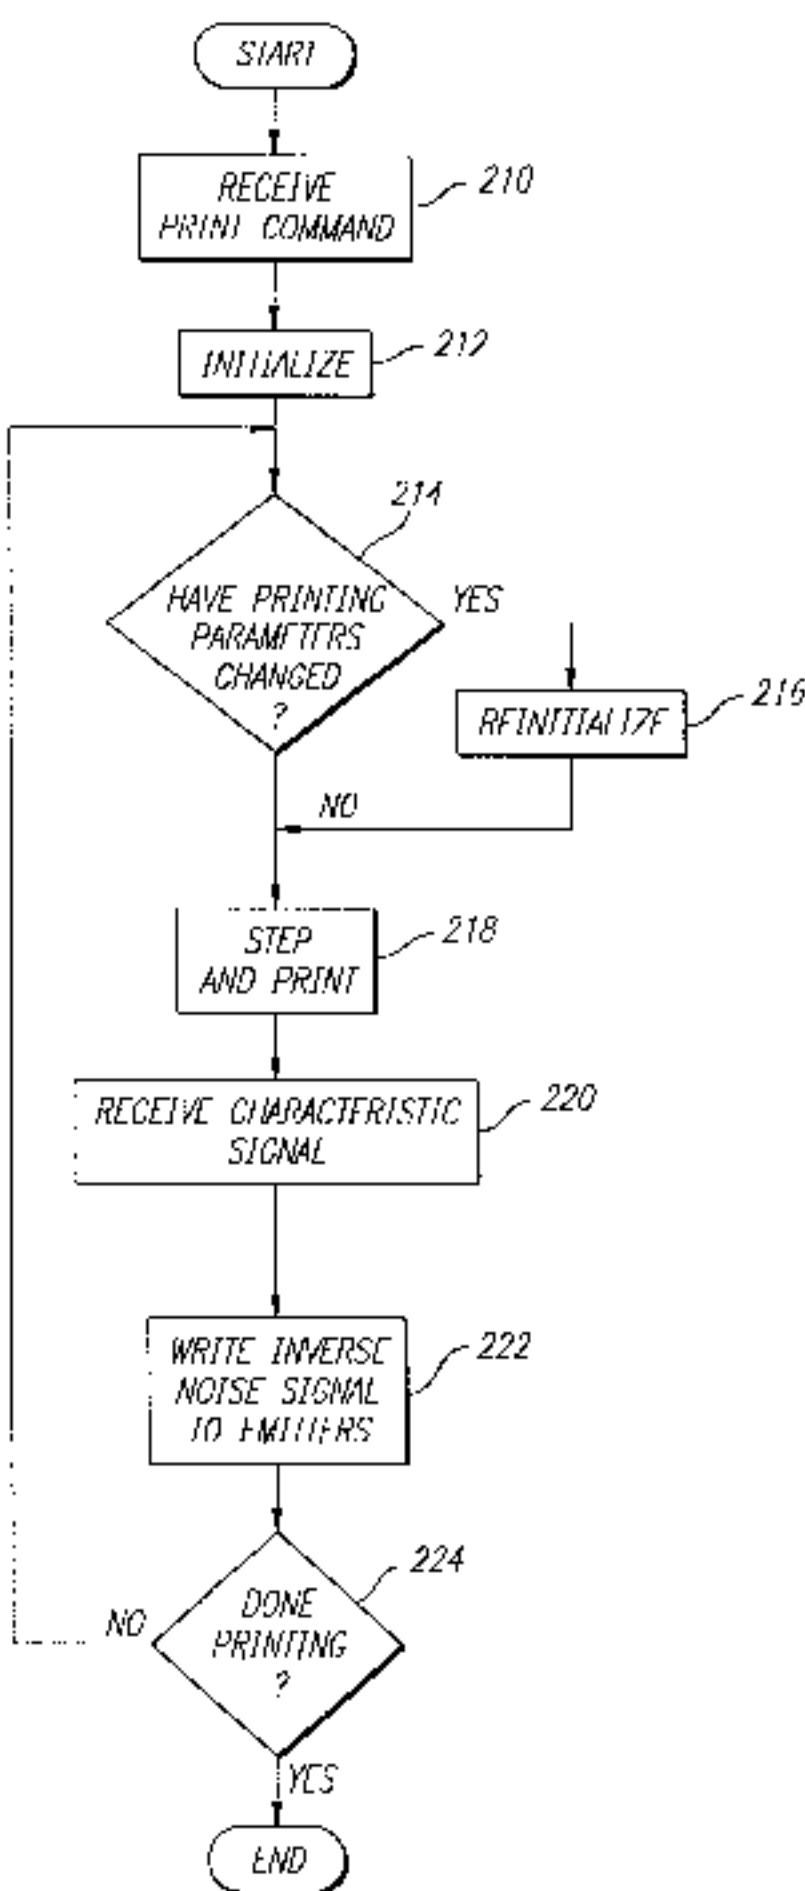 START
RECEIVE
PRINT COMMAND
210
INITIALIZE
212
214
HAVE PRINTING
PARAMETERS
CHANGED
?
YES
REINITIALIZE
216
NO
STEP
AND PRINT
218
RECEIVE CHARACTERISTIC
SIGNAL
220
WRITE INVERSE
NOISE SIGNAL
TO EMITTERS
222
224
DONE
PRINTING
?
NO
YES
END